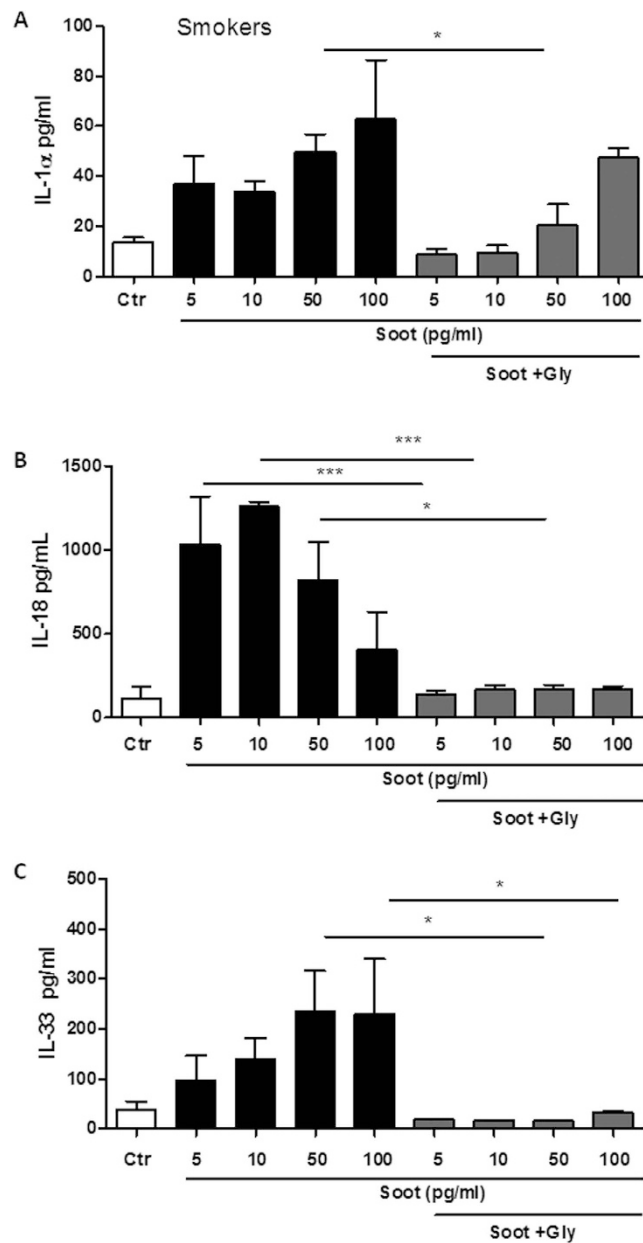 A
Smokers
*
100
80
60
40
20
0
IL-1α pg/ml
Ctr 5 10 50 100 5 10 50 100
Soot (pg/ml)
Soot +Gly
B
***
***
*
1500
1000
500
0
IL-18 pg/mL
Ctr 5 10 50 100 5 10 50 100
Soot (pg/ml)
Soot +Gly
C
*
*
500
400
300
200
100
0
IL-33 pg/ml
Ctr 5 10 50 100 5 10 50 100
Soot (pg/ml)
Soot +Gly